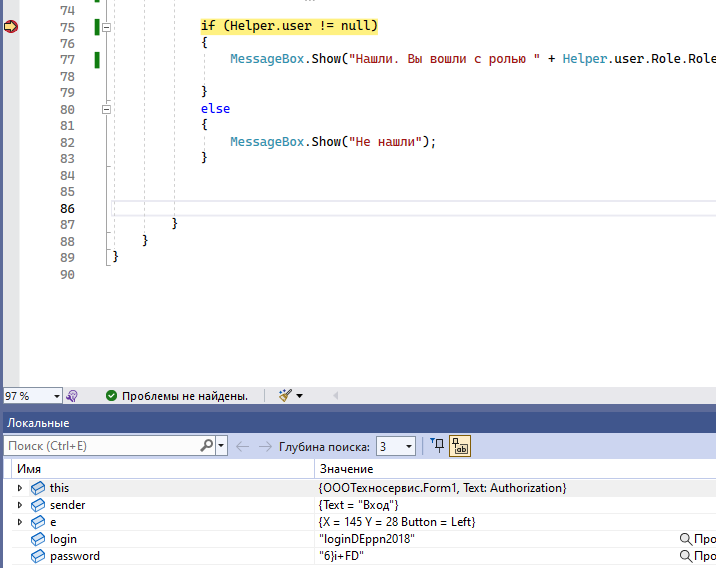 74
75 if (Helper.user != null)
76 {
77 MessageBox.Show("Нашли. Вы вошли с ролью " + Helper.user.Role.Role
78
79 }
80 else
81 {
82 MessageBox.Show("Не нашли");
83 }
84
85
86
87 }
88 }
89 }
90
97 % Проблемы не найдены.
Локальные
Поиск (Ctrl+E) Глубина поиска: 3
Имя Значение
this {ОООТехносервис.Form1, Text: Authorization}
sender {Text = "Вход"}
e {X = 145 Y = 28 Button = Left}
login "loginDEppn2018" Про
password "6}i+FD" Про